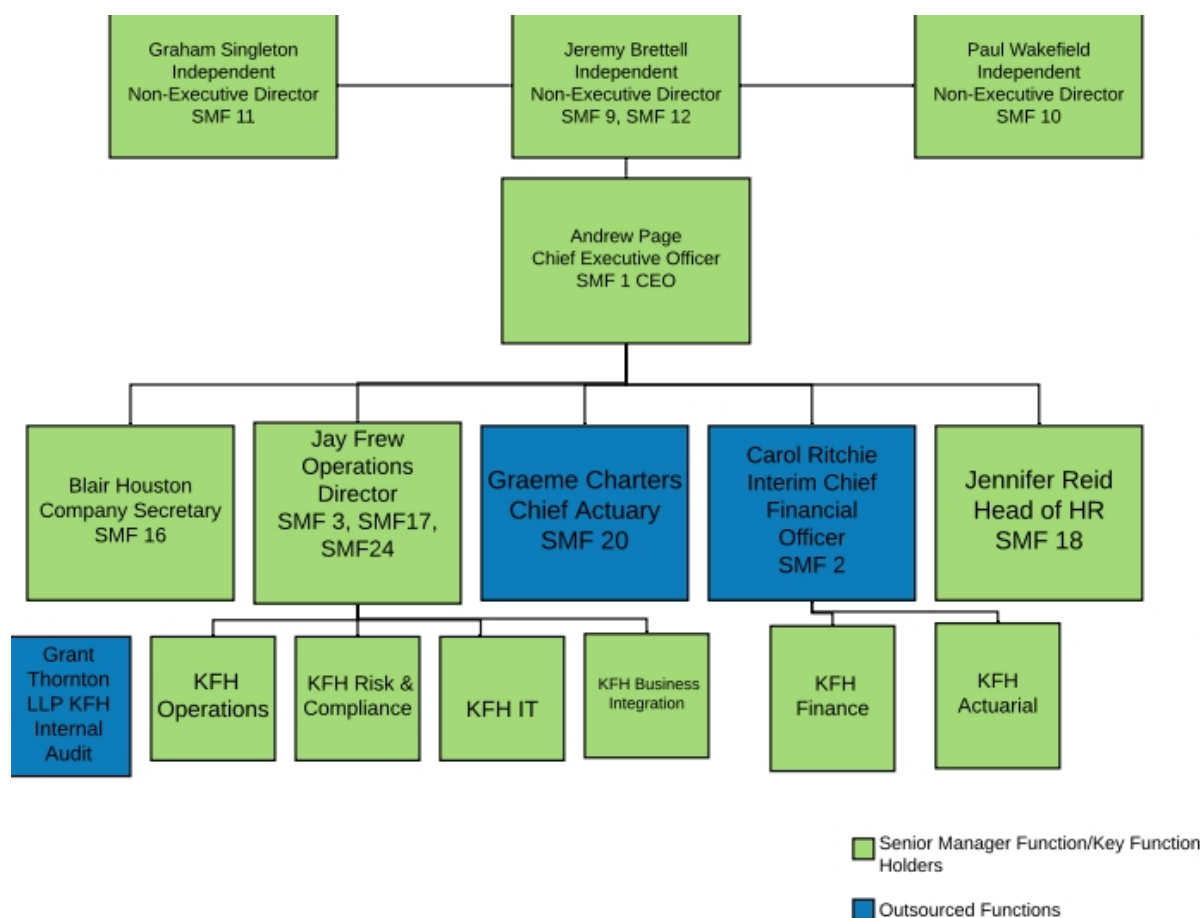 Graham Singleton
Independent
Non-Executive Director
SMF 11
Jeremy Brettell
Independent
Non-Executive Director
SMF 9, SMF 12
Paul Wakefield
Independent
Non-Executive Director
SMF 10
Andrew Page
Chief Executive Officer
SMF 1 CEO
Blair Houston
Company Secretary
SMF 16
Jay Frew
Operations
Director
SMF 3, SMF17,
SMF24
Graeme Charters
Chief Actuary
SMF 20
Carol Ritchie
Interim Chief
Financial
Officer
SMF 2
Jennifer Reid
Head of HR
SMF 18
Grant
Thornton
LLP KFH
Internal
Audit
KFH
Operations
KFH Risk &
Compliance
KFH IT
KFH Business
Integration
KFH
Finance
KFH
Actuarial
Senior Manager Function/Key Function
Holders
Outsourced Functions